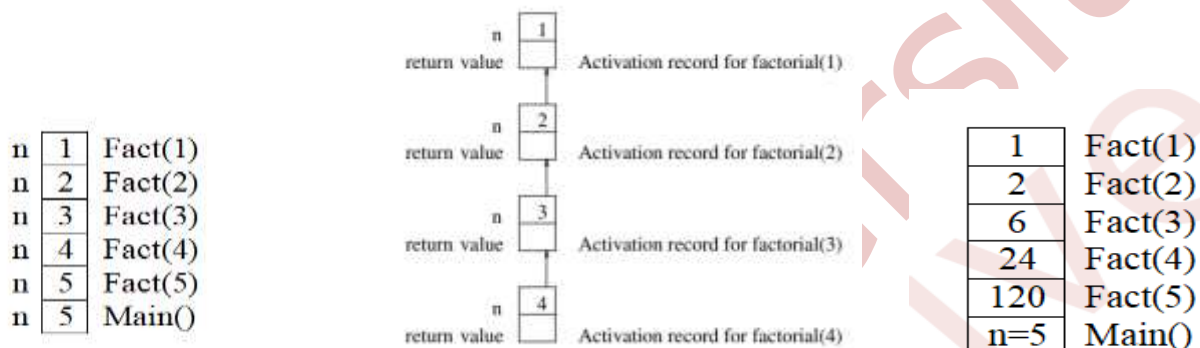 n 1 Fact(1)
n 2 Fact(2)
n 3 Fact(3)
n 4 Fact(4)
n 5 Fact(5)
n 5 Main()
n 1
return value Activation record for factorial(1)
n 2
return value Activation record for factorial(2)
n 3
return value Activation record for factorial(3)
n 4
return value Activation record for factorial(4)
1 Fact(1)
2 Fact(2)
6 Fact(3)
24 Fact(4)
120 Fact(5)
n=5 Main()